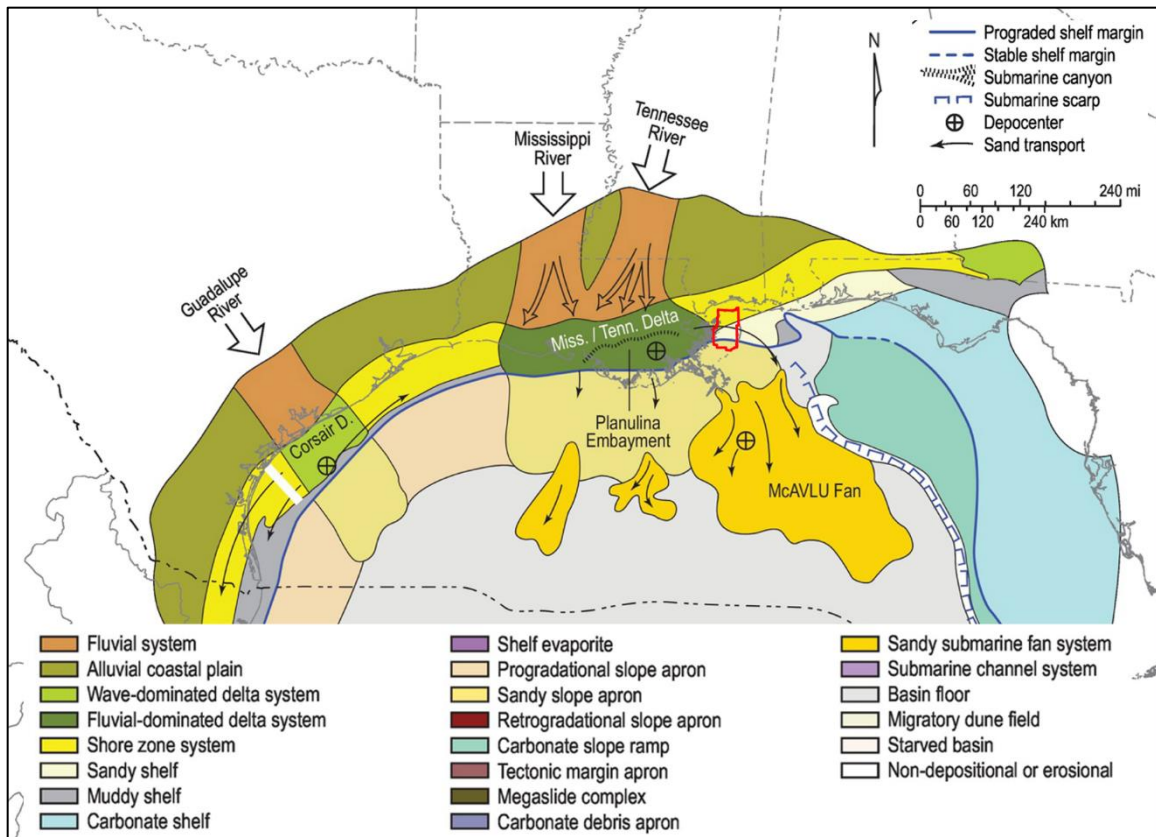 Prograded shelf margin
Stable shelf margin
Submarine canyon
Submarine scarp
Depocenter
Sand transport
N
0 60 120 240 mi
0 60 120 240 km
Tennessee
River
Mississippi
River
Guadalupe
River
Miss. / Tenn. Delta
Corsair D.
Planulina
Embayment
McAVLU Fan
Fluvial system
Alluvial coastal plain
Wave-dominated delta system
Fluvial-dominated delta system
Shore zone system
Sandy shelf
Muddy shelf
Carbonate shelf
Shelf evaporite
Progradational slope apron
Sandy slope apron
Retrogradational slope apron
Carbonate slope ramp
Tectonic margin apron
Megaslide complex
Carbonate debris apron
Sandy submarine fan system
Submarine channel system
Basin floor
Migratory dune field
Starved basin
Non-depositional or erosional